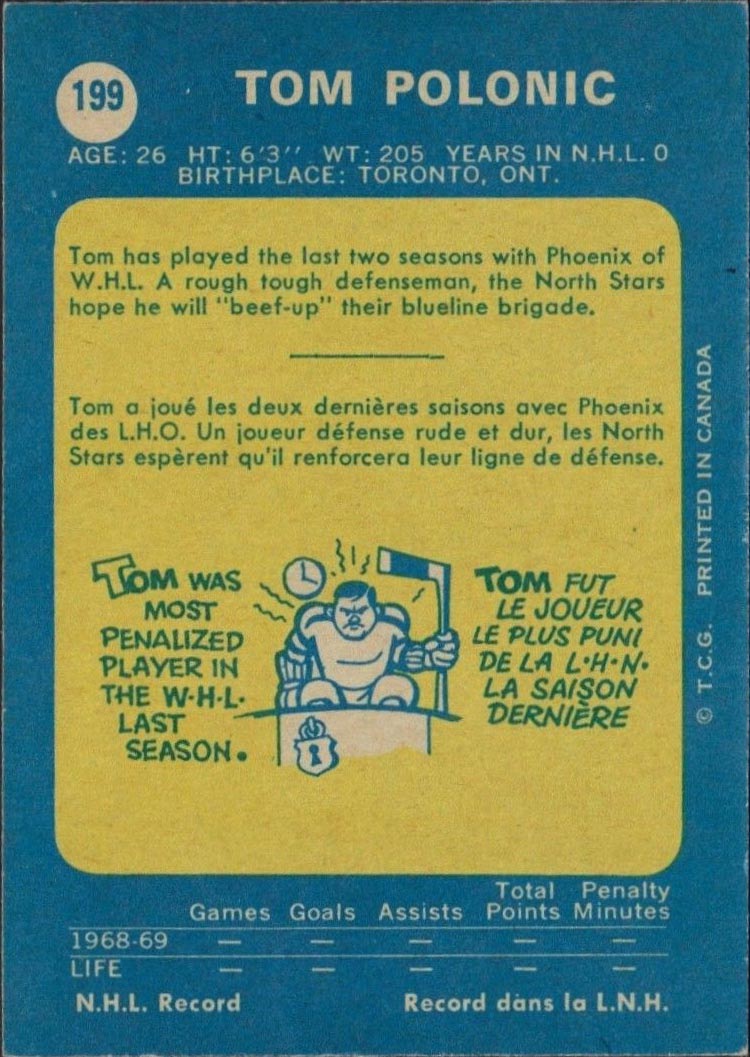 199
TOM POLONIC
AGE: 26 HT: 6'3'' WT: 205 YEARS IN N.H.L. 0
BIRTHPLACE: TORONTO, ONT.
Tom has played the last two seasons with Phoenix of
W.H.L. A rough tough defenseman, the North Stars
hope he will "beef-up" their blueline brigade.
Tom a joué les deux dernières saisons avec Phoenix
des L.H.O. Un joueur défense rude et dur, les North
Stars espèrent qu'il renforcera leur ligne de défense.
TOM WAS
MOST
PENALIZED
PLAYER IN
THE W·H·L·
LAST
SEASON.
TOM FUT
LE JOUEUR
LE PLUS PUNI
DE LA L·H·N·
LA SAISON
DERNIÈRE
© T.C.G. PRINTED IN CANADA
Games Goals Assists Total Points Penalty Minutes
1968-69 — — — — —
LIFE — — — — —
N.H.L. Record Record dans la L.N.H.